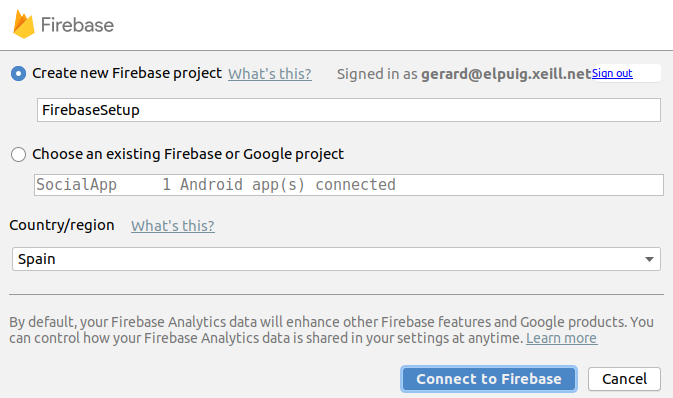 Firebase
Create new Firebase project What's this? Signed in as gerard@elpuig.xeill.net Sign out
FirebaseSetup
Choose an existing Firebase or Google project
SocialApp 1 Android app(s) connected
Country/region What's this?
Spain
By default, your Firebase Analytics data will enhance other Firebase features and Google products. You
can control how your Firebase Analytics data is shared in your settings at anytime. Learn more
Connect to Firebase Cancel